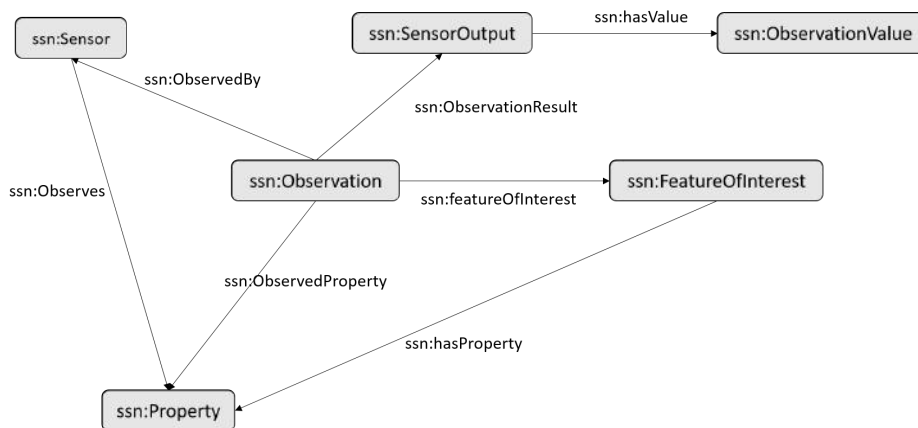 ssn:Sensor
ssn:SensorOutput
ssn:hasValue
ssn:ObservationValue
ssn:ObservedBy
ssn:ObservationResult
ssn:Observes
ssn:Observation
ssn:featureOfInterest
ssn:FeatureOfInterest
ssn:ObservedProperty
ssn:hasProperty
ssn:Property